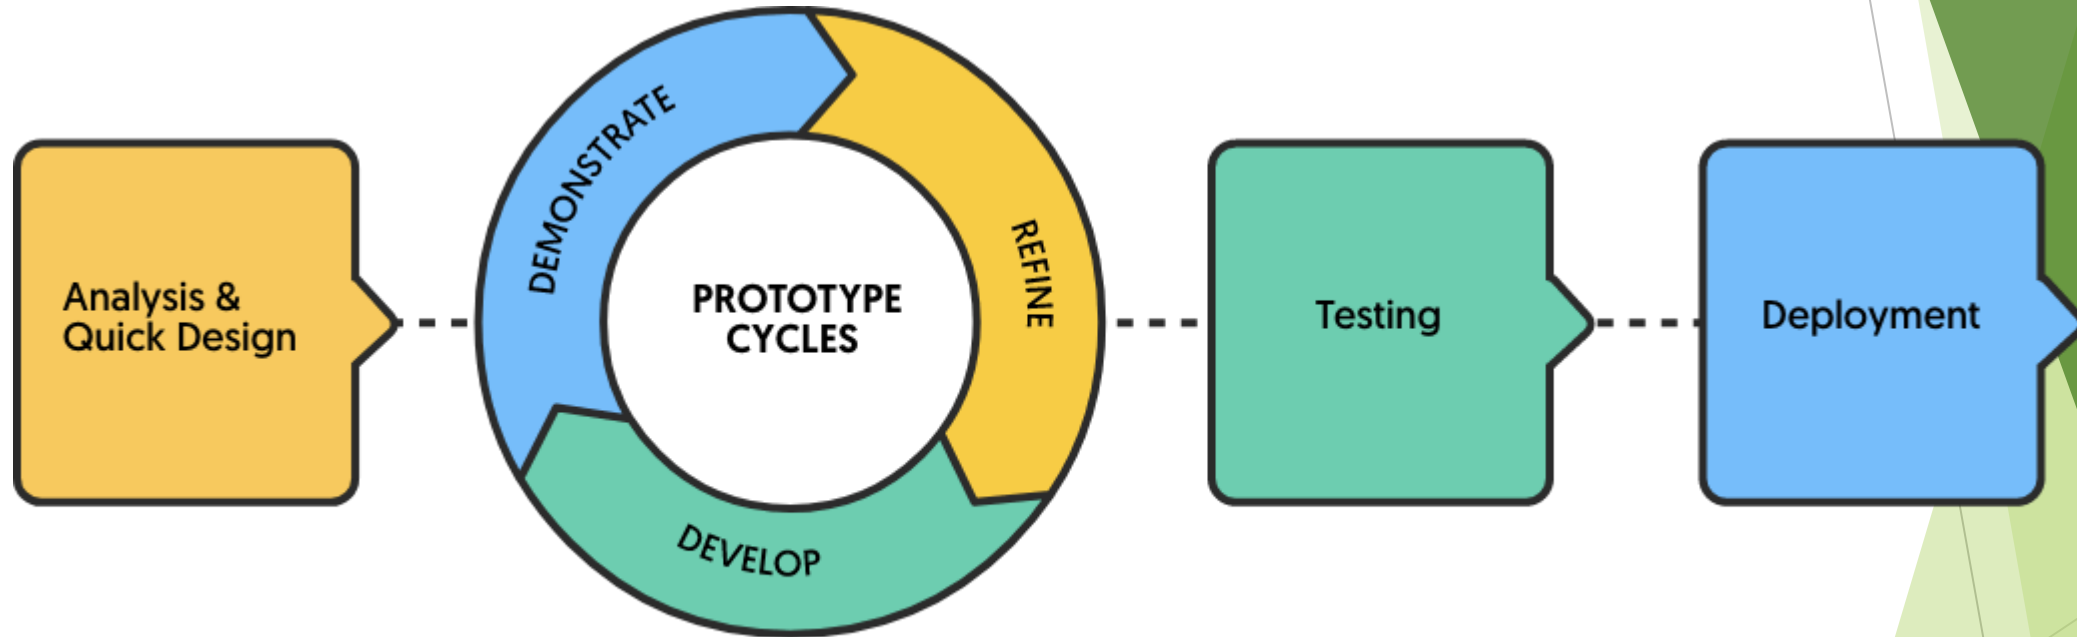 Analysis &
Quick Design
DEMONSTRATE
REFINE
DEVELOP
PROTOTYPE
CYCLES
Testing
Deployment